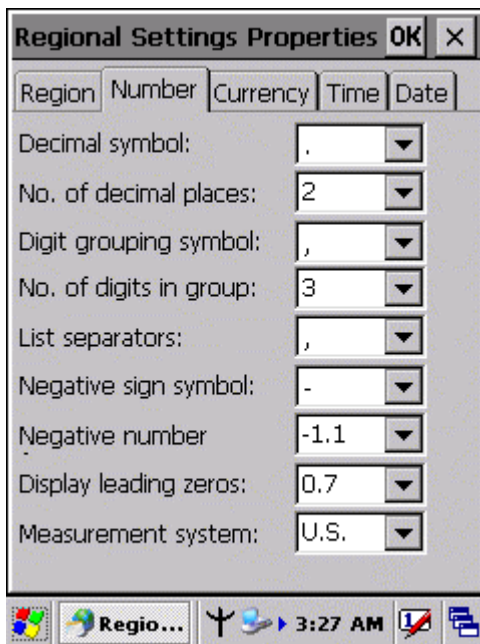 Regional Settings Properties OK ×
Region Number Currency Time Date
Decimal symbol: .
No. of decimal places: 2
Digit grouping symbol: ,
No. of digits in group: 3
List separators: ,
Negative sign symbol: -
Negative number -1.1
Display leading zeros: 0.7
Measurement system: U.S.
Regio... 3:27 AM